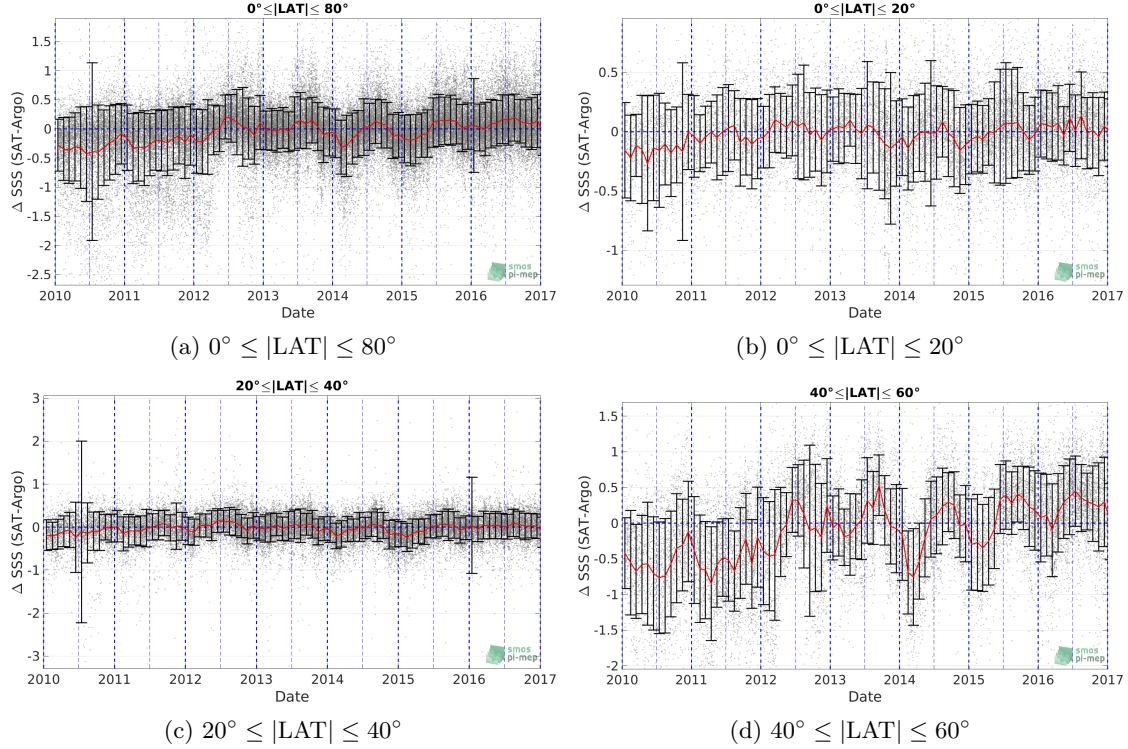 0°≤|LAT|≤ 80°
Δ SSS (SAT-Argo)
1.5
1
0.5
0
-0.5
-1
-1.5
-2
-2.5
2010 2011 2012 2013 2014 2015 2016 2017
Date
smos
pi-mep
(a) 0° ≤ |LAT| ≤ 80°
0°≤|LAT|≤ 20°
Δ SSS (SAT-Argo)
0.5
0
-0.5
-1
2010 2011 2012 2013 2014 2015 2016 2017
Date
smos
pi-mep
(b) 0° ≤ |LAT| ≤ 20°
20°≤|LAT|≤ 40°
Δ SSS (SAT-Argo)
3
2
1
0
-1
-2
-3
2010 2011 2012 2013 2014 2015 2016 2017
Date
smos
pi-mep
(c) 20° ≤ |LAT| ≤ 40°
40°≤|LAT|≤ 60°
Δ SSS (SAT-Argo)
1.5
1
0.5
0
-0.5
-1
-1.5
-2
2010 2011 2012 2013 2014 2015 2016 2017
Date
smos
pi-mep
(d) 40° ≤ |LAT| ≤ 60°